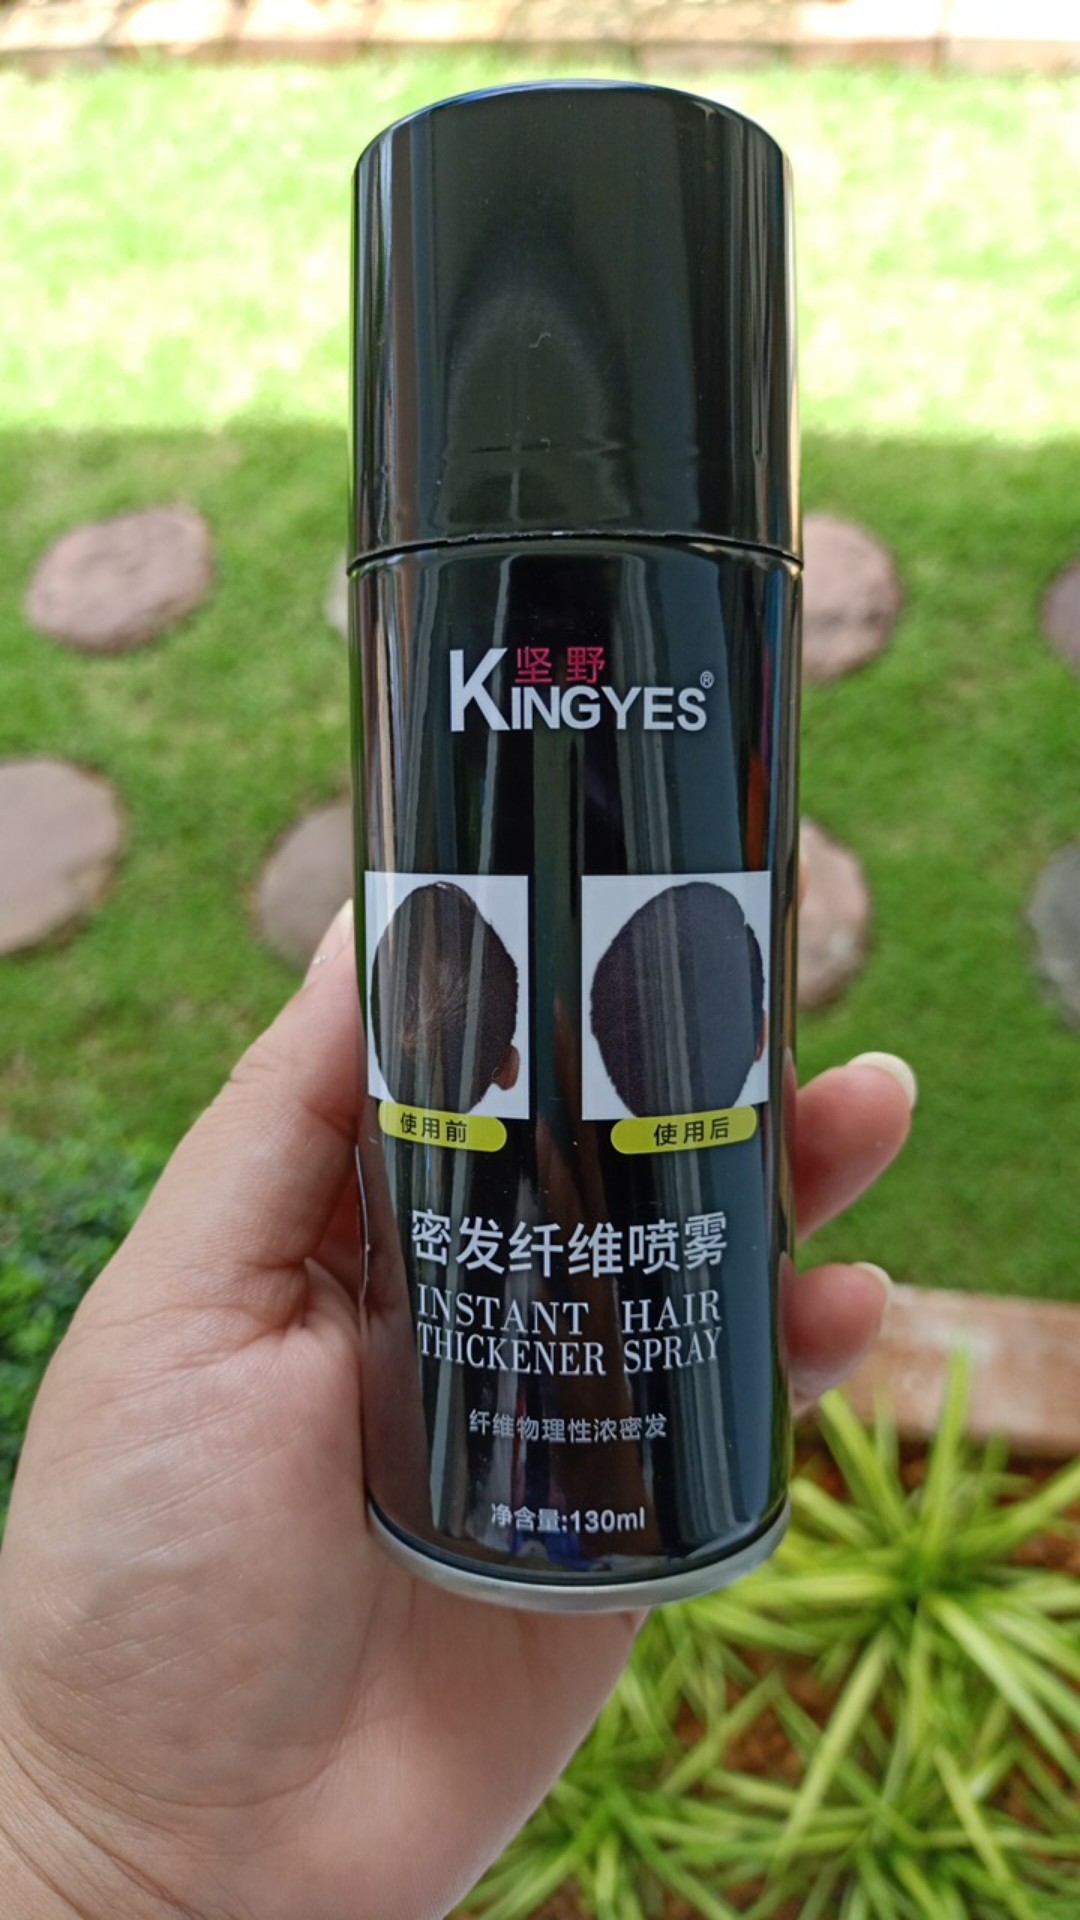 坚野
KINGYES®
使用前
使用后
密发纤维喷雾
INSTANT HAIR
THICKENER SPRAY
纤维物理性浓密发
净含量:130ml